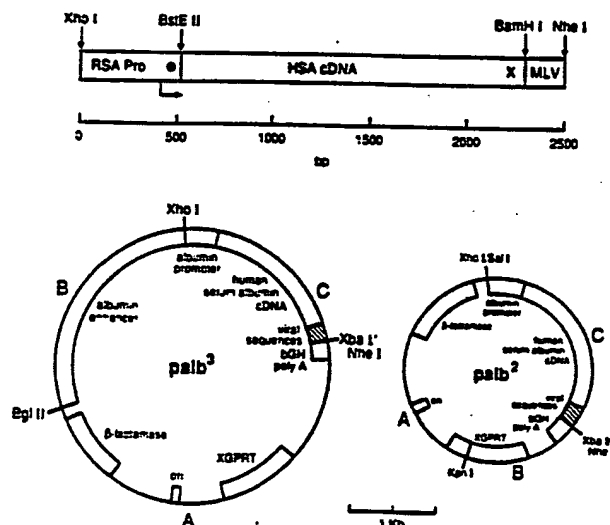 Xho I
BstE II
BamH I
Nhe I
RSA Pro
HSA cDNA
X
MLV
0
500
1000
1500
2000
2500
bp
Xho I
albumin
promoter
B
C
albumin
enhancer
human
serum albumin
cDNA
viral
sequences
bGH
poly A
Xba I'
Nhe I
palb3
Bgl II
β-lactamase
ori
XGPRT
A
Xho I/Sal I
albumin
promoter
β-lactamase
C
human
serum albumin
cDNA
palb2
viral
sequences
bGH
poly A
Xba I'
Nhe I
ori
A
XGPRT
Kpn I
B
1 Kb